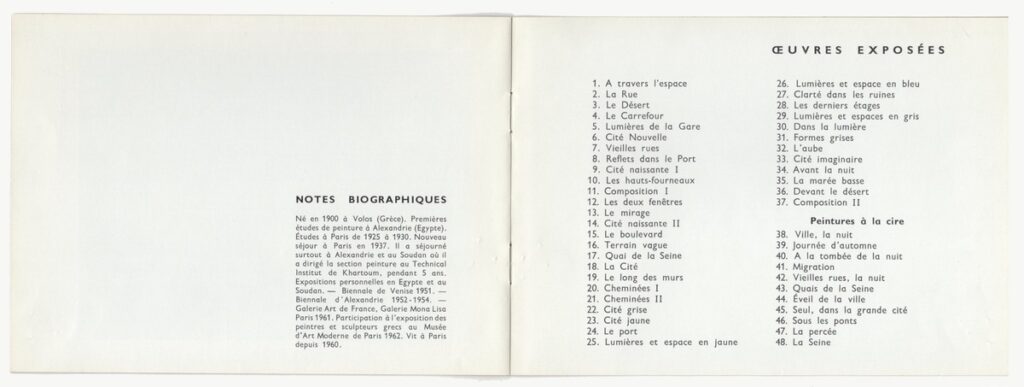 NOTES BIOGRAPHIQUES
Né en 1900 à Volos (Grèce). Premières
études de peinture à Alexandrie (Egypte).
Études à Paris de 1925 à 1930. Nouveau
séjour à Paris en 1937. Il a séjourné
surtout à Alexandrie et au Soudan où il
a dirigé la section peinture au Technical
Institut de Khartoum, pendant 5 ans.
Expositions personnelles en Egypte et au
Soudan. — Biennale de Venise 1951. —
Biennale d'Alexandrie 1952-1954. —
Galerie Art de France, Galerie Mona Lisa
Paris 1961. Participation à l'exposition des
peintres et sculpteurs grecs au Musée
d'Art Moderne de Paris 1962. Vit à Paris
depuis 1960.
ŒUVRES EXPOSÉES
1. A travers l'espace
2. La Rue
3. Le Désert
4. Le Carrefour
5. Lumières de la Gare
6. Cité Nouvelle
7. Vieilles rues
8. Reflets dans le Port
9. Cité naissante I
10. Les hauts-fourneaux
11. Composition I
12. Les deux fenêtres
13. Le mirage
14. Cité naissante II
15. Le boulevard
16. Terrain vague
17. Quai de la Seine
18. La Cité
19. Le long des murs
20. Cheminées I
21. Cheminées II
22. Cité grise
23. Cité jaune
24. Le port
25. Lumières et espace en jaune
26. Lumières et espace en bleu
27. Clarté dans les ruines
28. Les derniers étages
29. Lumières et espaces en gris
30. Dans la lumière
31. Formes grises
32. L'aube
33. Cité imaginaire
34. Avant la nuit
35. La marée basse
36. Devant le désert
37. Composition II
Peintures à la cire
38. Ville, la nuit
39. Journée d'automne
40. A la tombée de la nuit
41. Migration
42. Vieilles rues, la nuit
43. Quais de la Seine
44. Éveil de la ville
45. Seul, dans la grande cité
46. Sous les ponts
47. La percée
48. La Seine